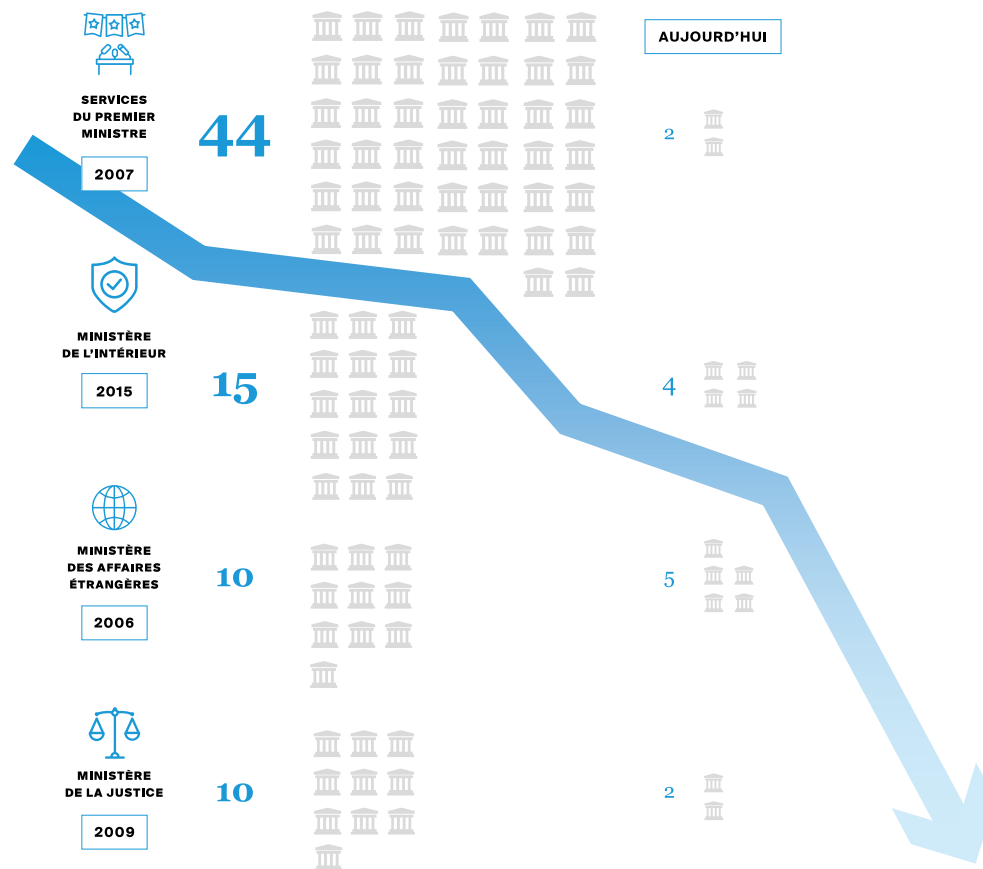 AUJOURD'HUI
SERVICES
DU PREMIER
MINISTRE
2007
44
2
MINISTÈRE
DE L'INTÉRIEUR
2015
15
4
MINISTÈRE
DES AFFAIRES
ÉTRANGÈRES
2006
10
5
MINISTÈRE
DE LA JUSTICE
2009
10
2